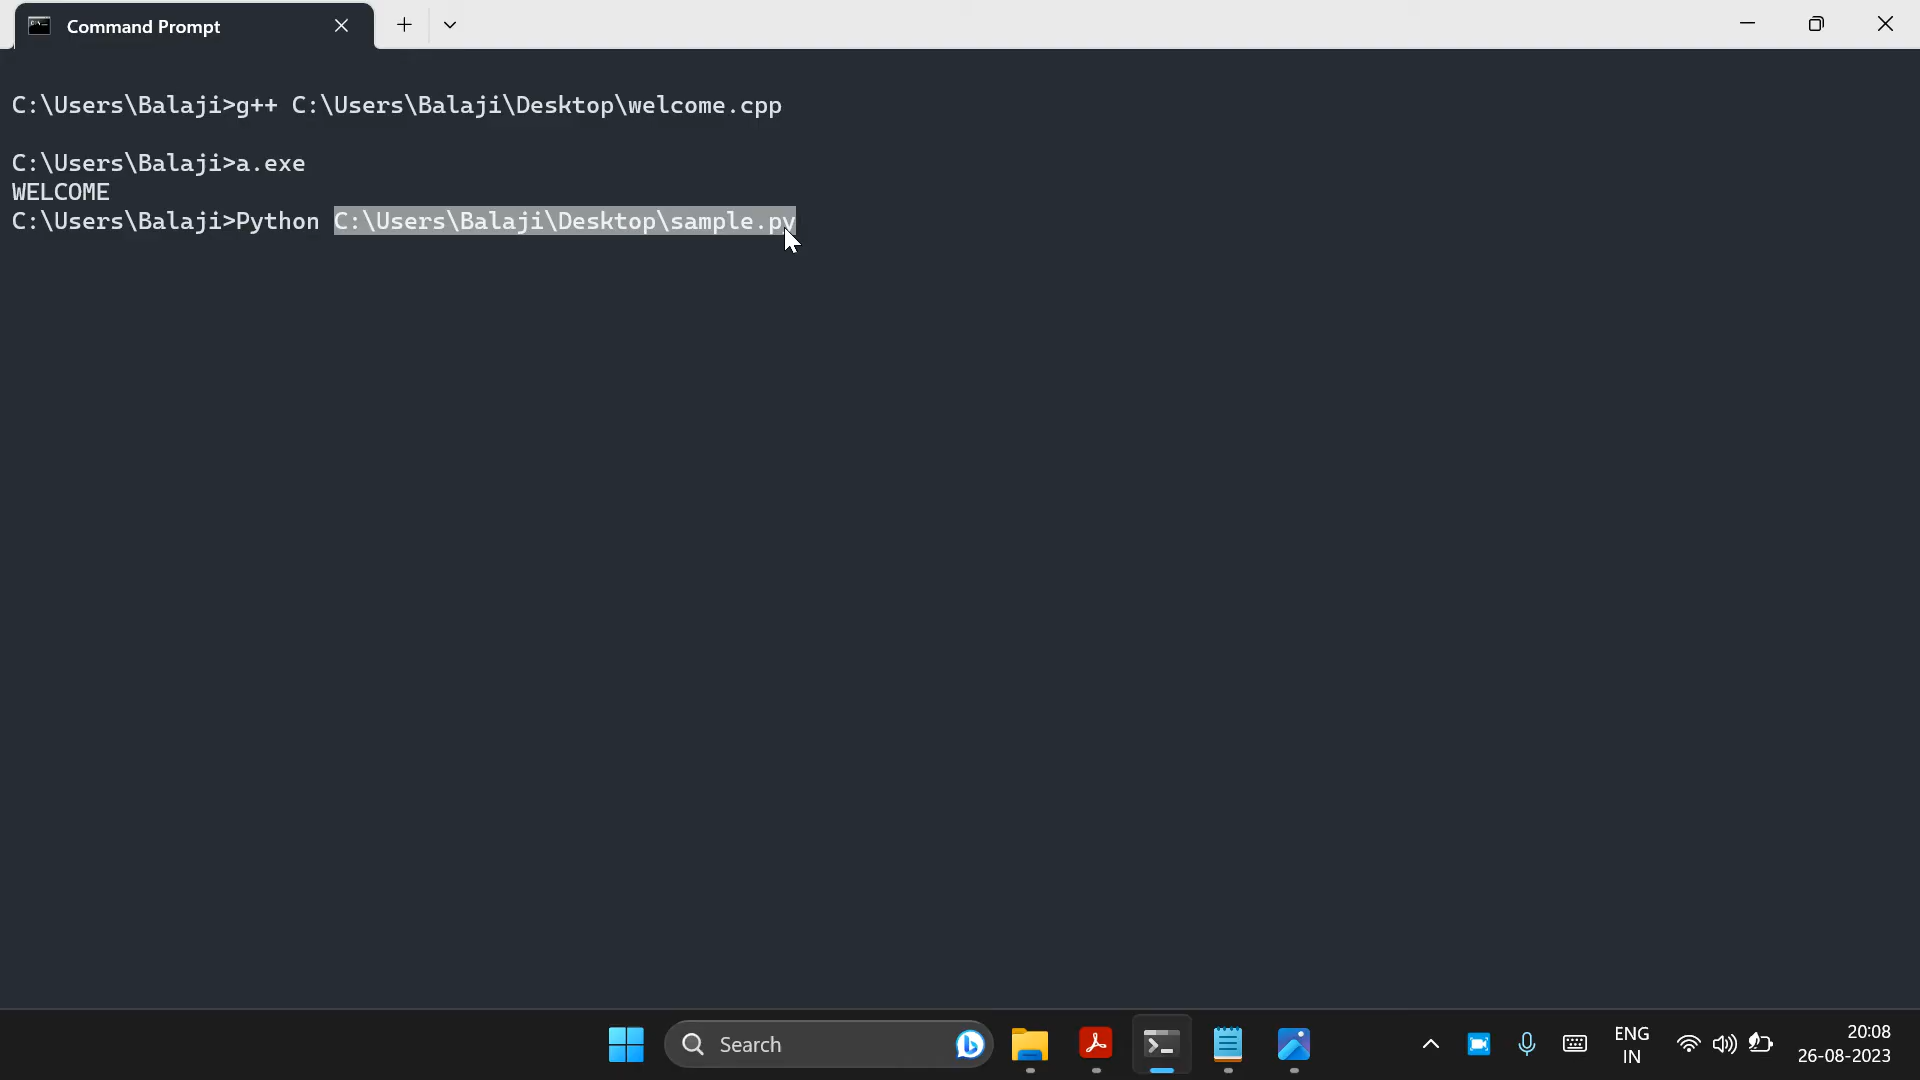 Command Prompt
C:\Users\Balaji>g++ C:\Users\Balaji\Desktop\welcome.cpp
C:\Users\Balaji>a.exe
WELCOME
C:\Users\Balaji>Python C:\Users\Balaji\Desktop\sample.py
Search
ENG
IN
20:08
26-08-2023